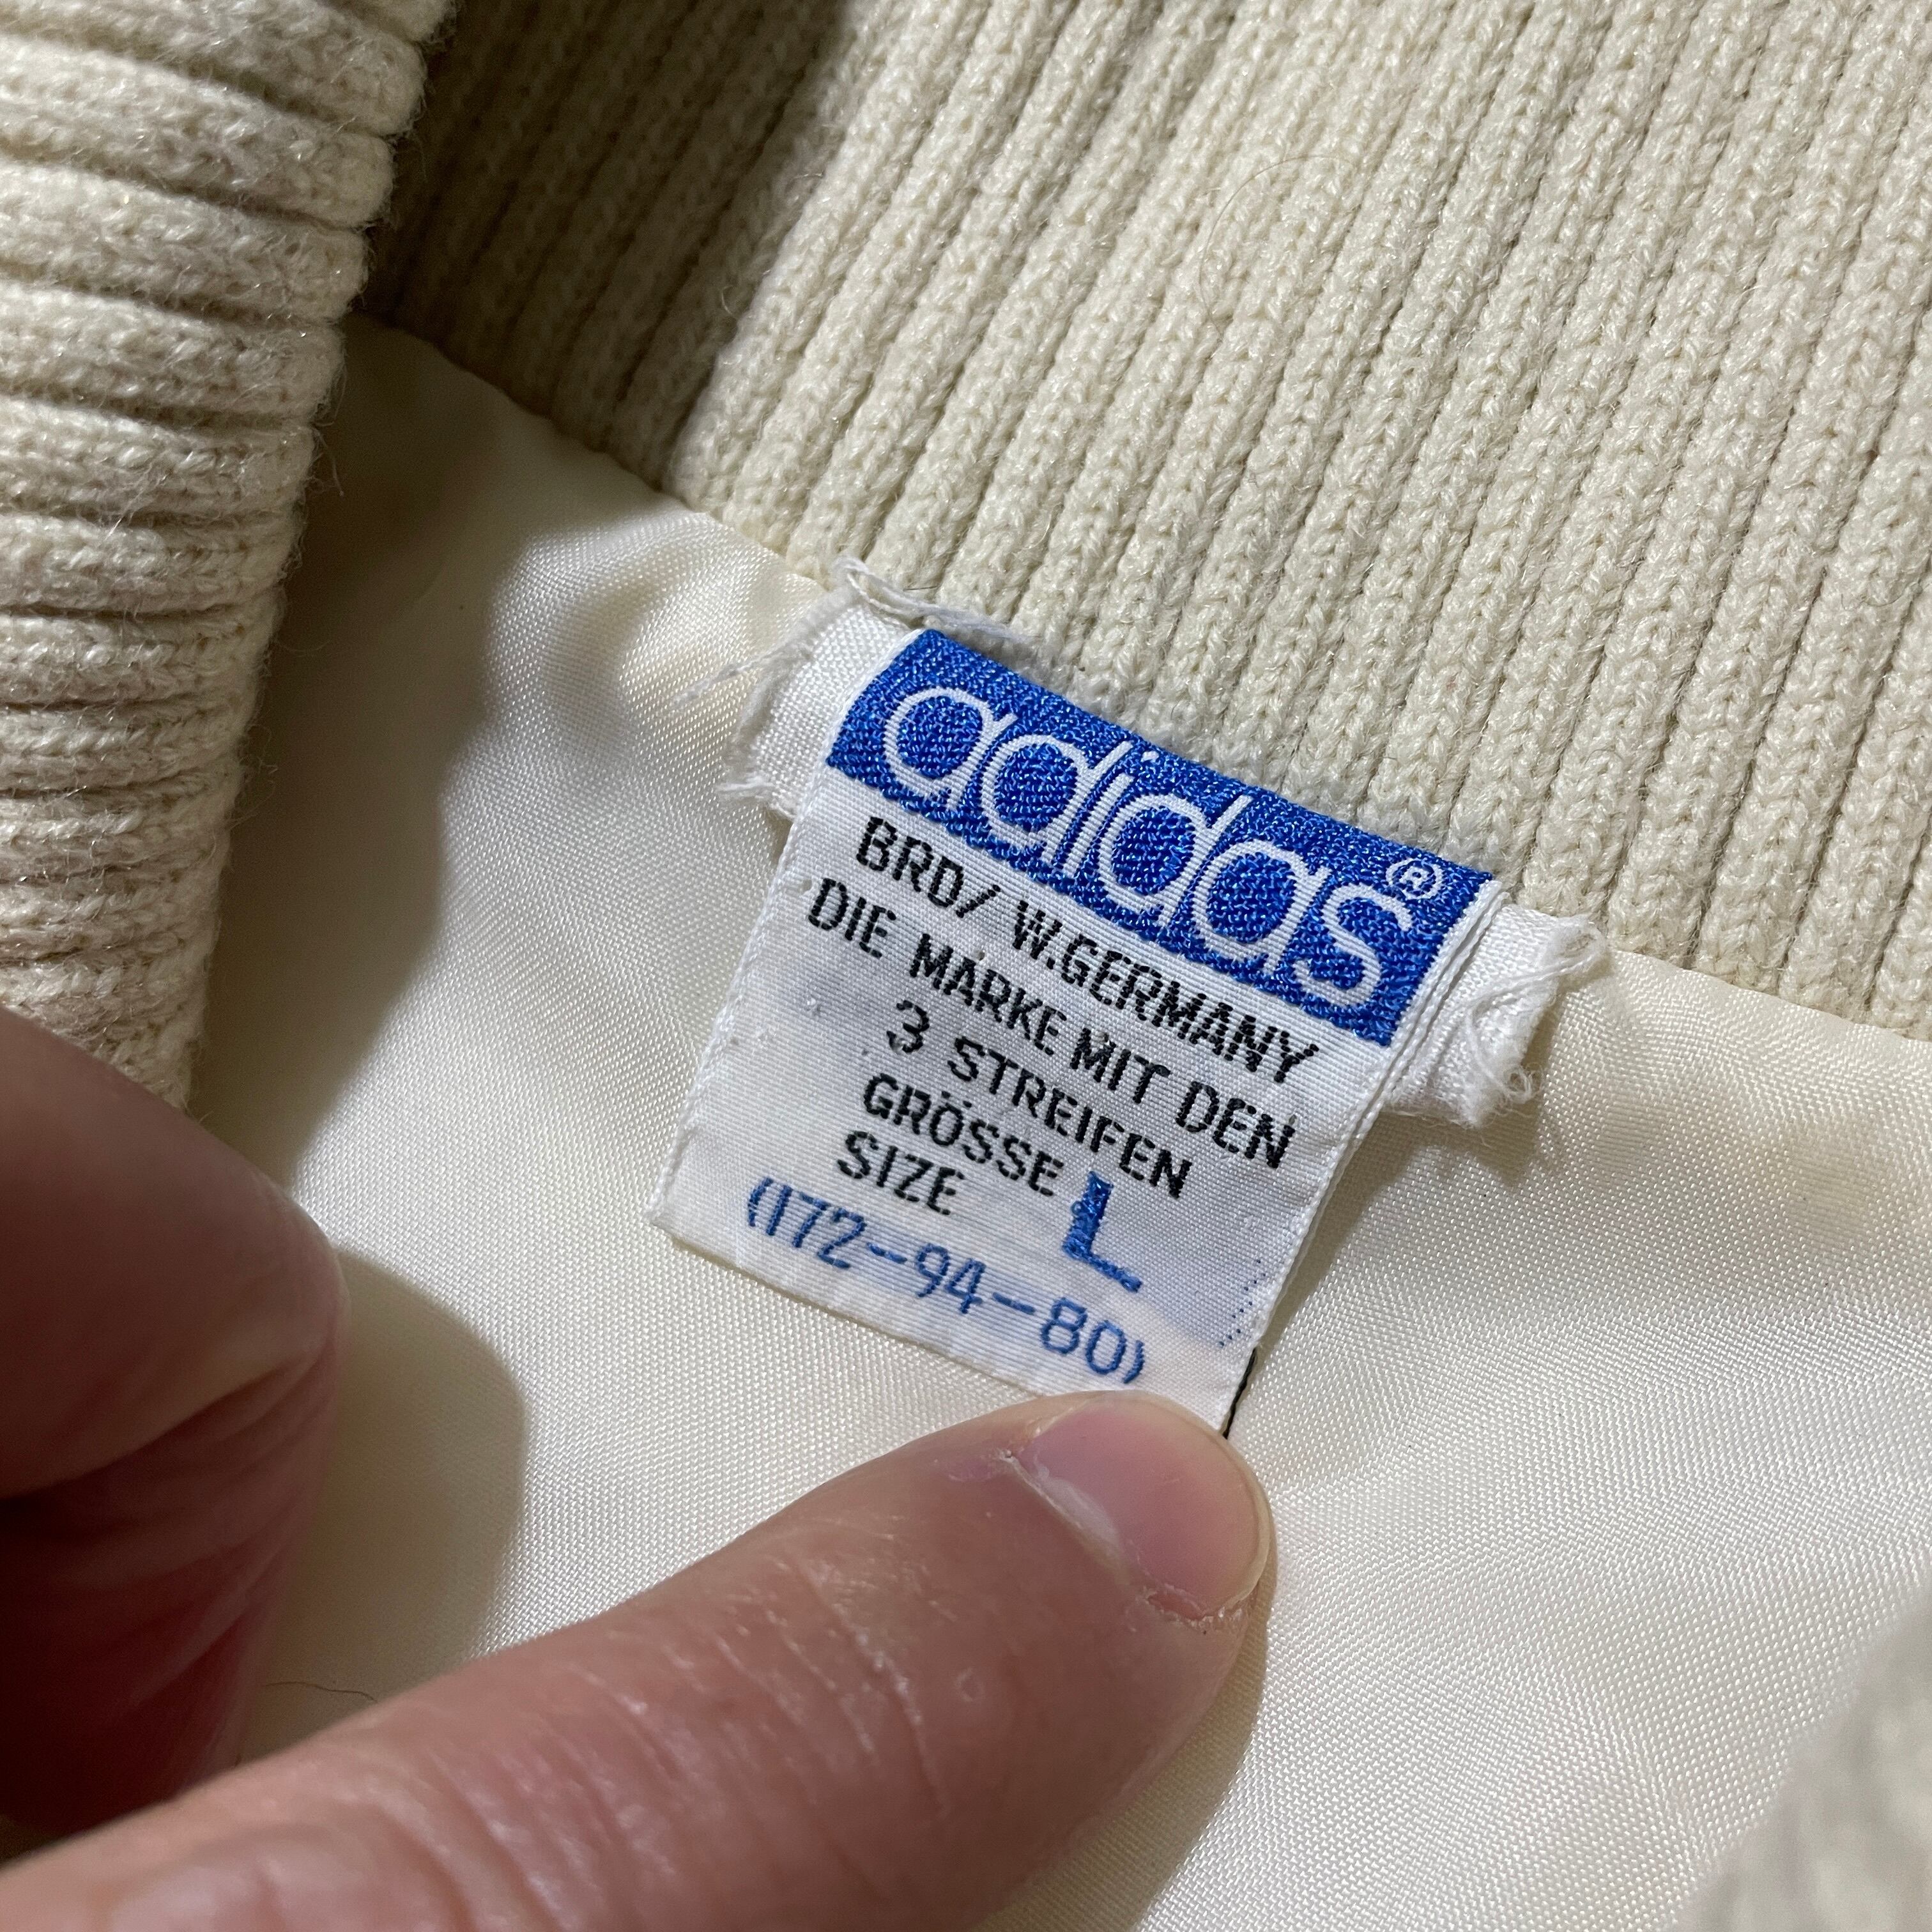 adidas®
BRD/ W.GERMANY
DIE MARKE MIT DEN
3 STREIFEN
GRÖSSE
SIZE L
(172-94-80)